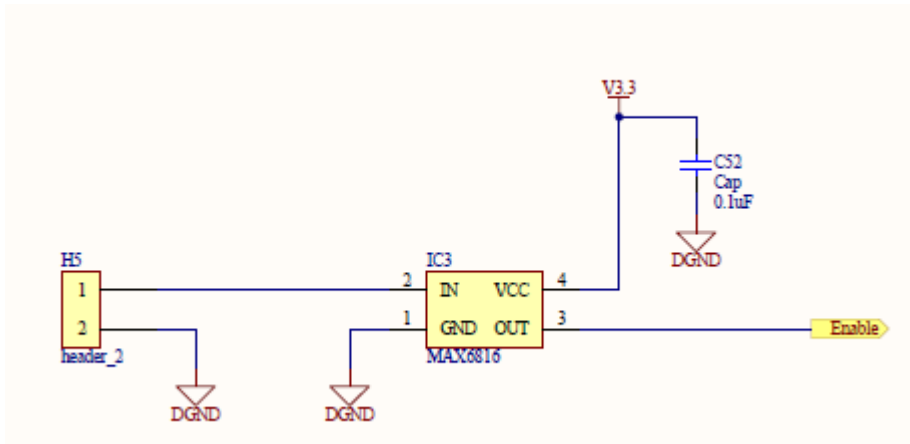 V3.3
C52
Cap
0.1uF
DGND
H5
1
2
header_2
DGND
IC3
2 IN VCC 4
1 GND OUT 3
MAX6816
DGND
Enable